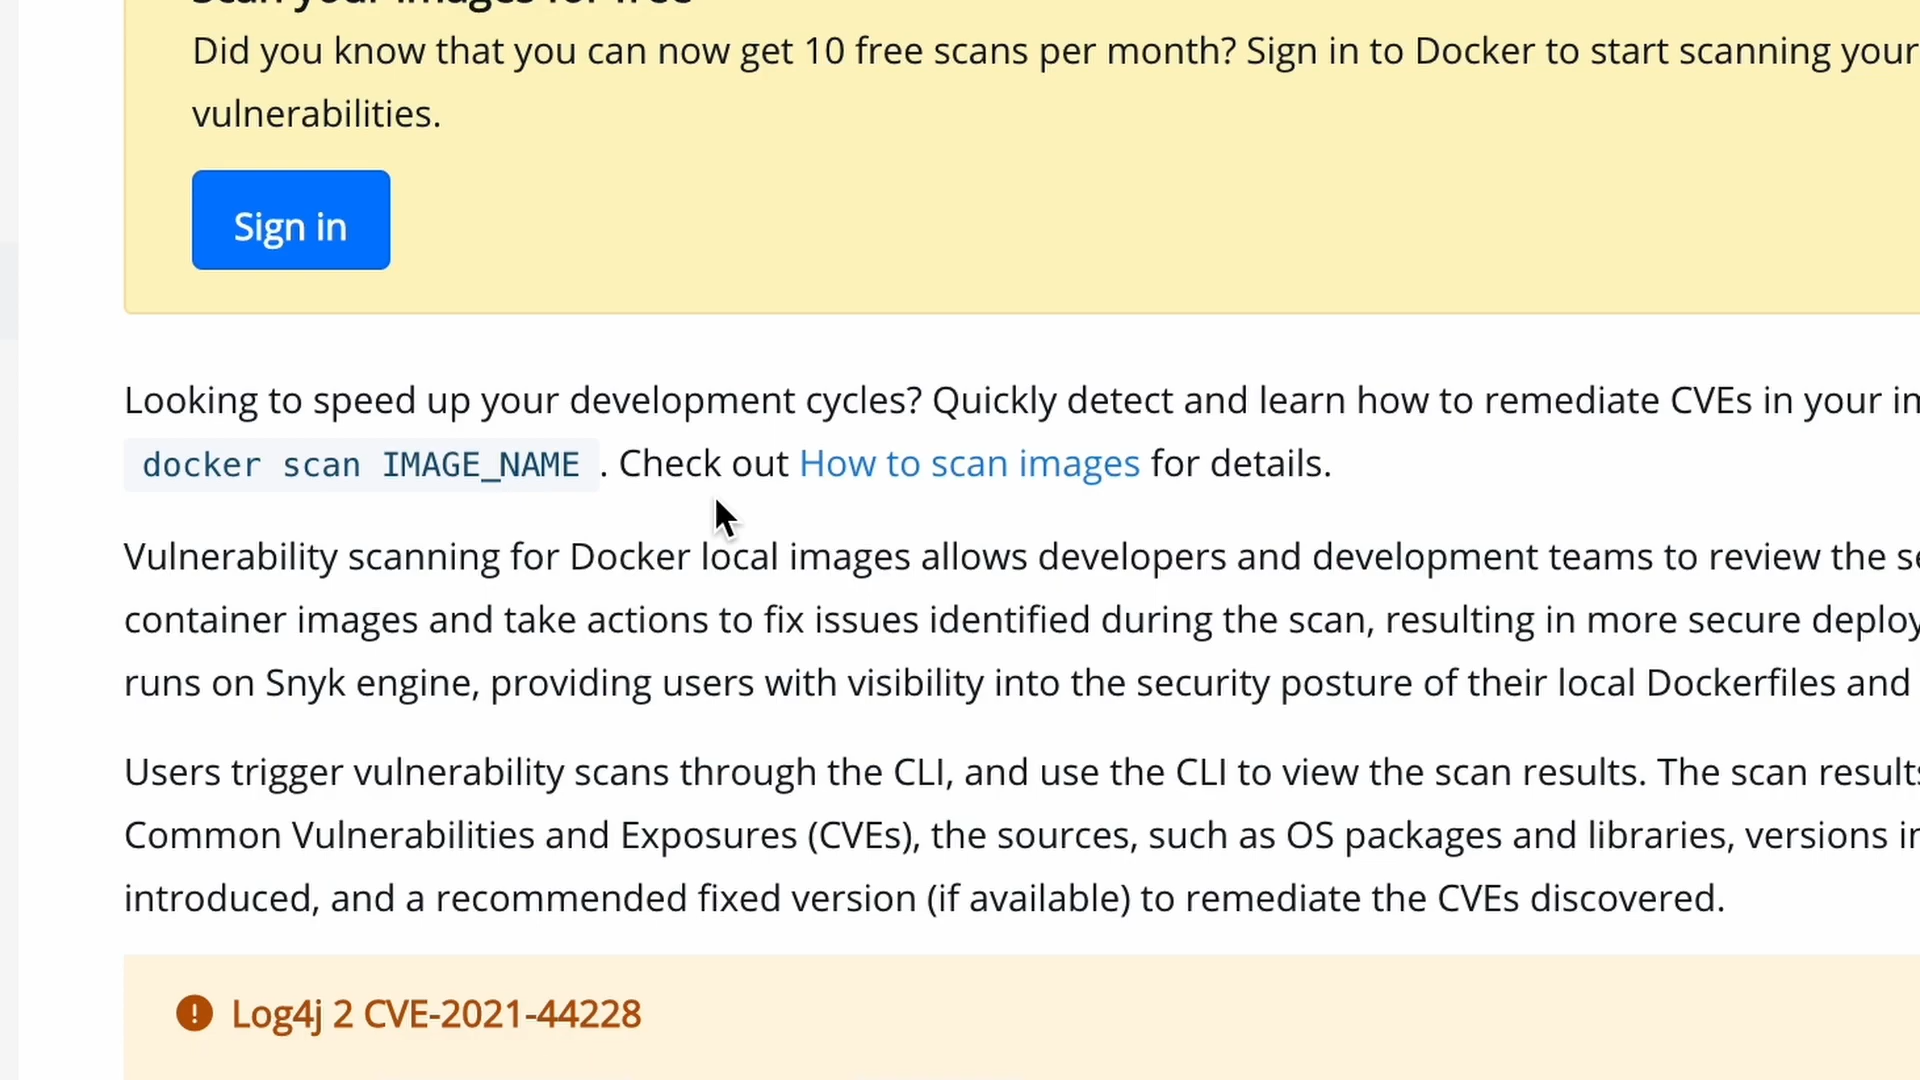 Scan your images for free
Did you know that you can now get 10 free scans per month? Sign in to Docker to start scanning your
vulnerabilities.
Sign in
Looking to speed up your development cycles? Quickly detect and learn how to remediate CVEs in your
docker scan IMAGE_NAME . Check out How to scan images for details.
Vulnerability scanning for Docker local images allows developers and development teams to review the
container images and take actions to fix issues identified during the scan, resulting in more secure
runs on Snyk engine, providing users with visibility into the security posture of their local Dockerfiles and
Users trigger vulnerability scans through the CLI, and use the CLI to view the scan results. The scan results
Common Vulnerabilities and Exposures (CVEs), the sources, such as OS packages and libraries, versions
introduced, and a recommended fixed version (if available) to remediate the CVEs discovered.
Log4j 2 CVE-2021-44228